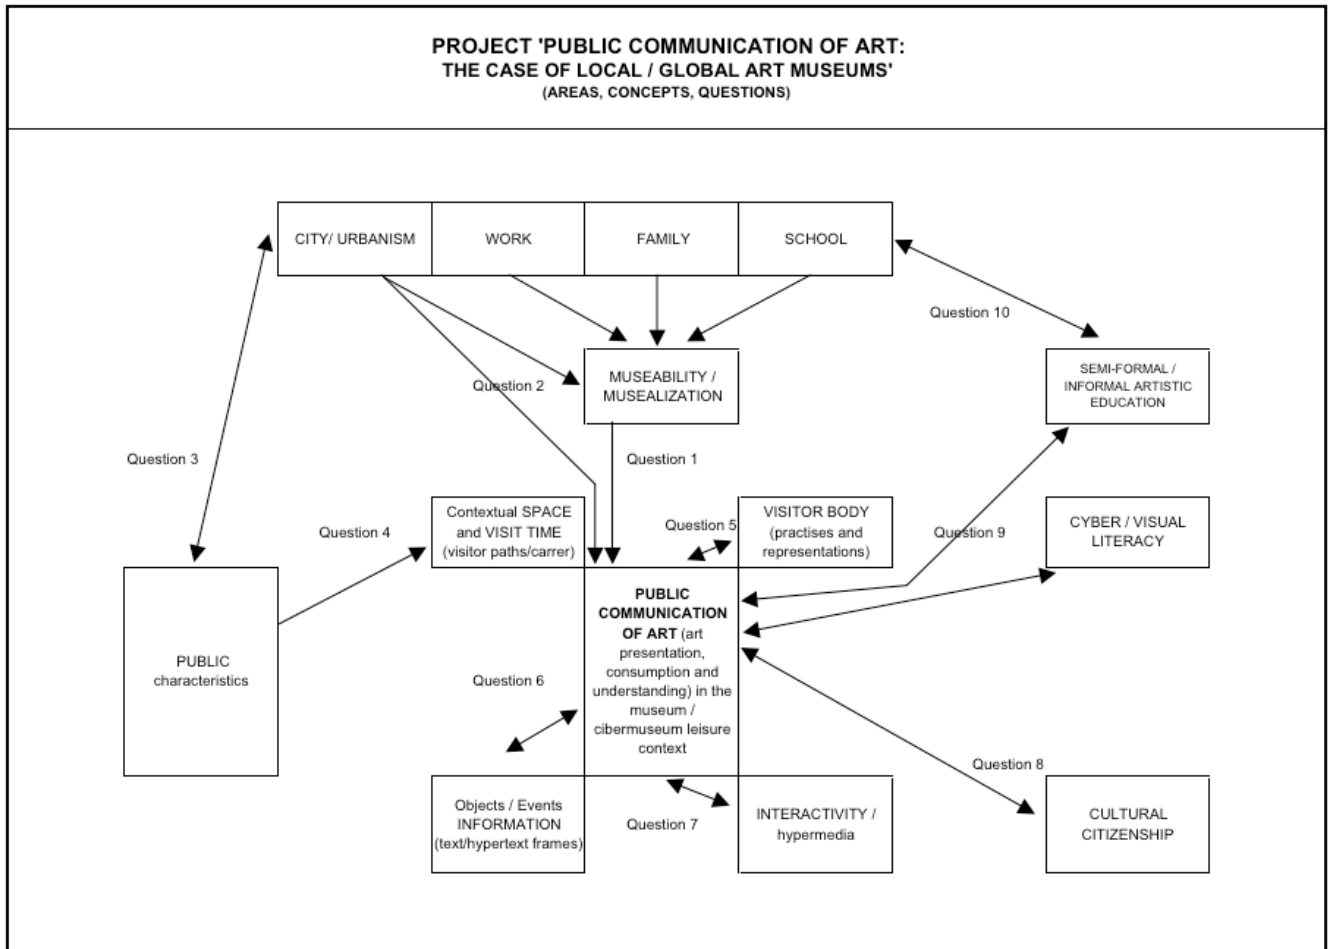 PROJECT 'PUBLIC COMMUNICATION OF ART:
THE CASE OF LOCAL / GLOBAL ART MUSEUMS'
(AREAS, CONCEPTS, QUESTIONS)
CITY/ URBANISM
WORK
FAMILY
SCHOOL
Question 10
Question 2
MUSEABILITY /
MUSEALIZATION
SEMI-FORMAL /
INFORMAL ARTISTIC
EDUCATION
Question 3
Question 1
Question 4
Contextual SPACE
and VISIT TIME
(visitor paths/carrer)
Question 5
VISITOR BODY
(practises and
representations)
Question 9
CYBER / VISUAL
LITERACY
PUBLIC
characteristics
PUBLIC
COMMUNICATION
OF ART (art
presentation,
consumption and
understanding) in the
museum /
cibermuseum leisure
context
Question 6
Question 8
Objects / Events
INFORMATION
(text/hypertext frames)
Question 7
INTERACTIVITY /
hypermedia
CULTURAL
CITIZENSHIP